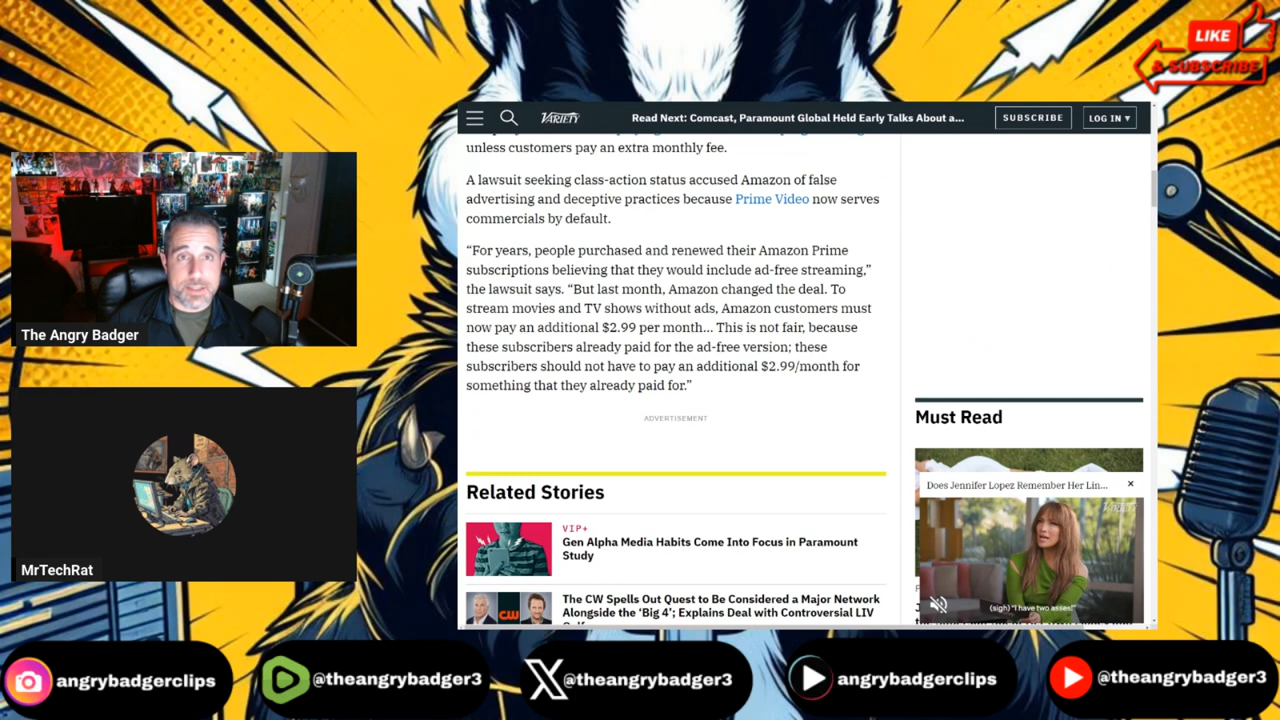 LIKE
& SUBSCRIBE
VARIETY
Read Next: Comcast, Paramount Global Held Early Talks About a...
SUBSCRIBE
LOG IN ▾
unless customers pay an extra monthly fee.
A lawsuit seeking class-action status accused Amazon of false
advertising and deceptive practices because Prime Video now serves
commercials by default.
“For years, people purchased and renewed their Amazon Prime
subscriptions believing that they would include ad-free streaming,”
the lawsuit says. “But last month, Amazon changed the deal. To
stream movies and TV shows without ads, Amazon customers must
now pay an additional $2.99 per month… This is not fair, because
these subscribers already paid for the ad-free version; these
subscribers should not have to pay an additional $2.99/month for
something that they already paid for.”
ADVERTISEMENT
Related Stories
VIP+
Gen Alpha Media Habits Come Into Focus in Paramount
Study
The CW Spells Out Quest to Be Considered a Major Network
Alongside the ‘Big 4’; Explains Deal with Controversial LIV
CW
Must Read
Does Jennifer Lopez Remember Her Lin...
VARIETY
(sigh) "I have two asses!"
The Angry Badger
MrTechRat
angrybadgerclips
@theangrybadger3
@theangrybadger3
angrybadgerclips
@theangrybadger3